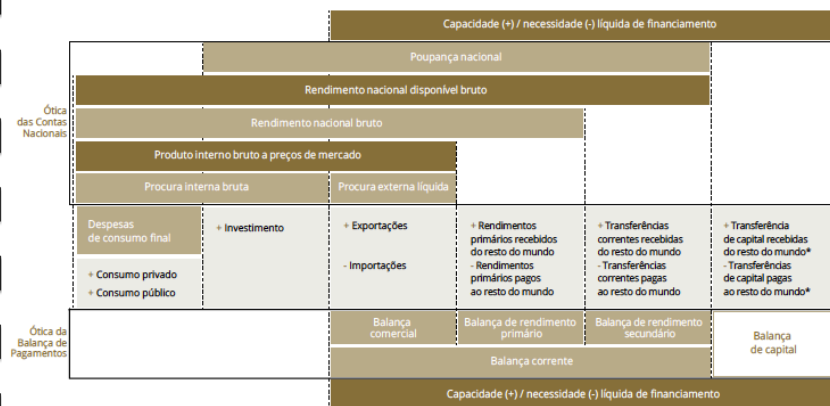 Capacidade (+) / necessidade (-) líquida de financiamento
Poupança nacional
Rendimento nacional disponível bruto
Ótica
das Contas
Nacionais
Rendimento nacional bruto
Produto interno bruto a preços de mercado
Procura interna bruta
Procura externa líquida
Despesas
de consumo final
+ Consumo privado
+ Consumo público
+ Investimento
+ Exportações
- Importações
+ Rendimentos
primários recebidos
do resto do mundo
- Rendimentos
primários pagos
ao resto do mundo
+ Transferências
correntes recebidas
do resto do mundo
- Transferências
correntes pagas
ao resto do mundo
+ Transferência
de capital recebidas
do resto do mundo*
- Transferências
de capital pagas
ao resto do mundo*
Ótica da
Balança de
Pagamentos
Balança
comercial
Balança de rendimento
primário
Balança de rendimento
secundário
Balança
de capital
Balança corrente
Capacidade (+) / necessidade (-) líquida de financiamento